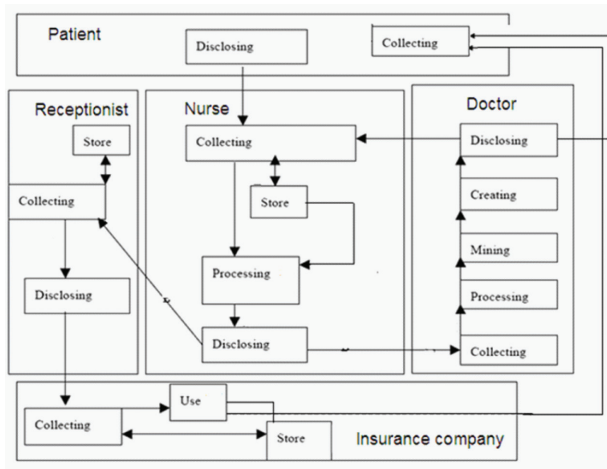 Patient
Disclosing
Collecting
Receptionist
Store
Collecting
Disclosing
Nurse
Collecting
Store
Processing
Disclosing
Doctor
Disclosing
Creating
Mining
Processing
Collecting
Collecting
Use
Store
Insurance company